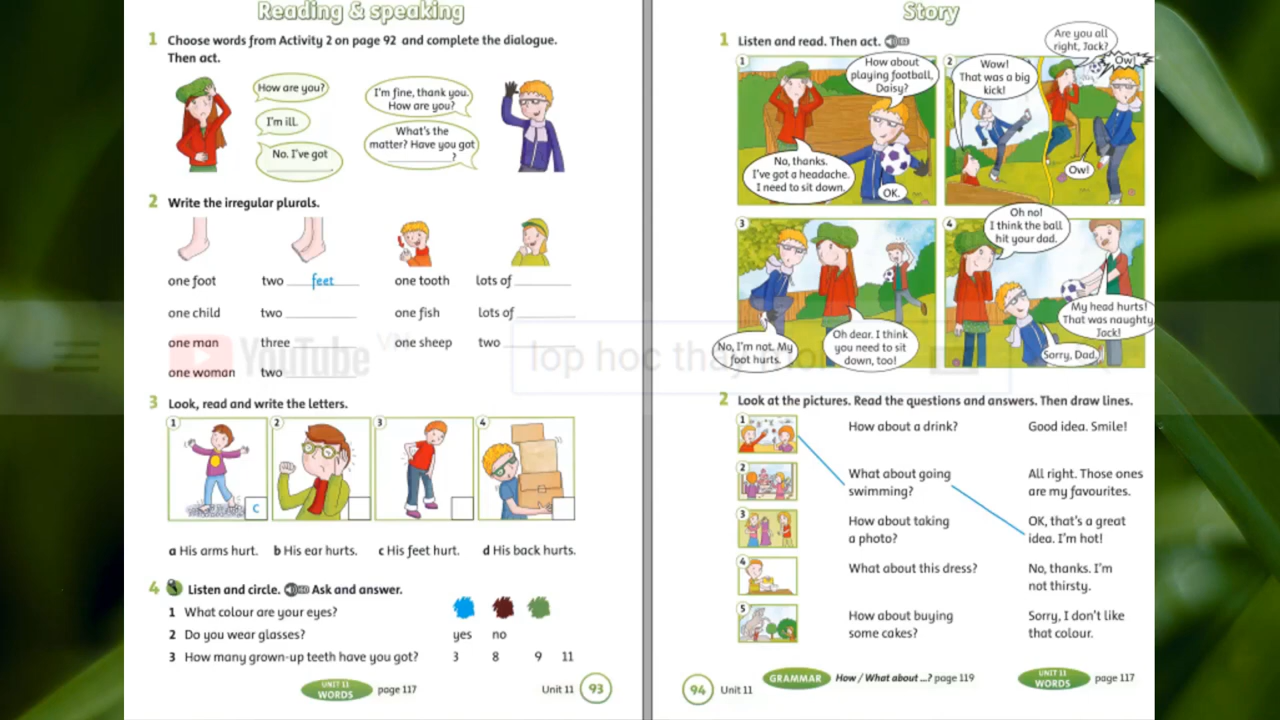 Reading & speaking
1 Choose words from Activity 2 on page 92 and complete the dialogue.
Then act.
How are you?
I'm fine, thank you.
How are you?
I'm ill.
What's the
matter? Have you got
?
No. I've got
2 Write the irregular plurals.
one foot two feet one tooth lots of
one child two one fish lots of
one man three one sheep two
one woman two
YouTube VN
3 Look, read and write the letters.
1 2 3 4
c
a His arms hurt. b His ear hurts. c His feet hurt. d His back hurts.
4 Listen and circle. Ask and answer.
1 What colour are your eyes?
2 Do you wear glasses? yes no
3 How many grown-up teeth have you got? 3 8 9 11
UNIT 11
WORDS
page 117
Unit 11 93
Story
1 Listen and read. Then act.
1
How about
playing football,
Daisy?
No, thanks.
I've got a headache.
I need to sit down.
OK.
2
Wow!
That was a big
kick!
Are you all
right, Jack?
Ow!
Ow!
3
No, I'm not. My
foot hurts.
Oh dear. I think
you need to sit
down, too!
4
Oh no!
I think the ball
hit your dad.
My head hurts!
That was naughty
Jack!
Sorry, Dad.
2 Look at the pictures. Read the questions and answers. Then draw lines.
1 How about a drink? Good idea. Smile!
2 What about going
swimming?
All right. Those ones
are my favourites.
3 How about taking
a photo?
OK, that's a great
idea. I'm hot!
4 What about this dress? No, thanks. I'm
not thirsty.
5 How about buying
some cakes?
Sorry, I don't like
that colour.
94 Unit 11
GRAMMAR How / What about ...? page 119
UNIT 11
WORDS
page 117